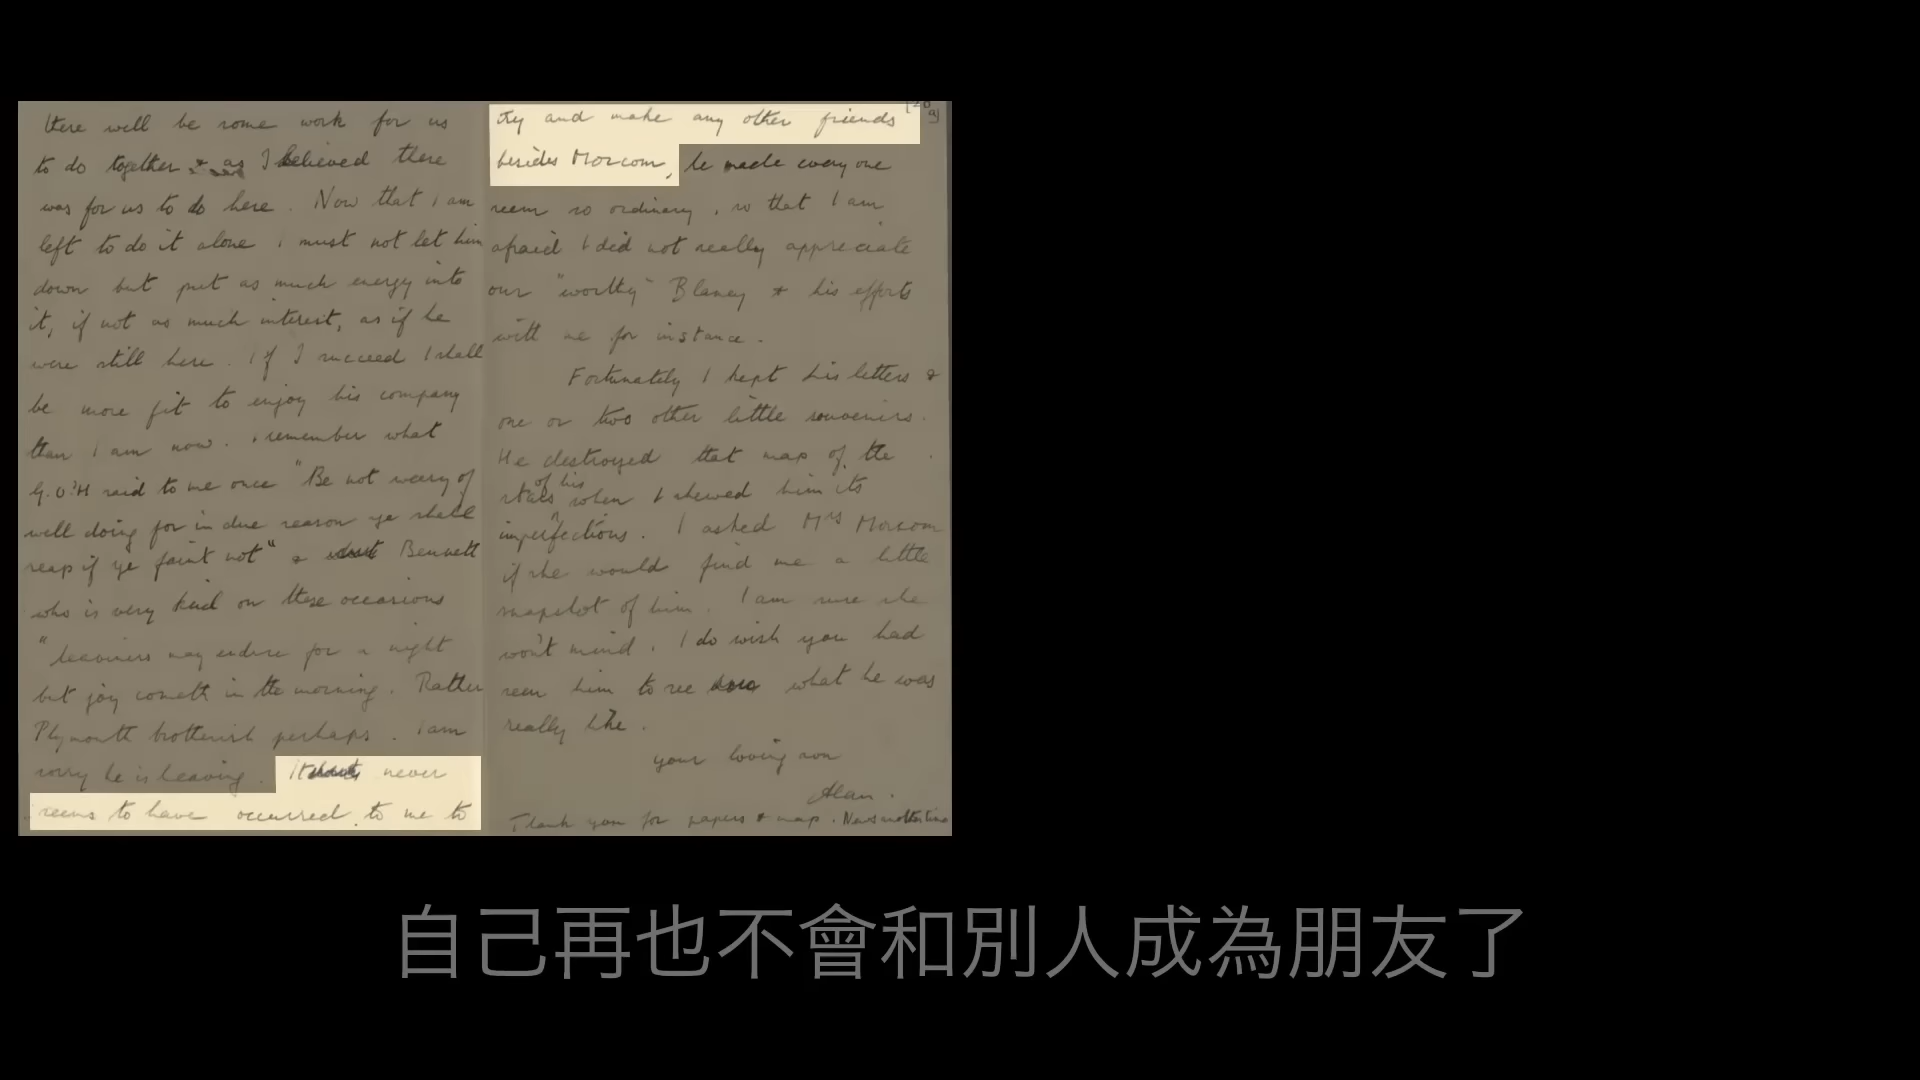 there will be some work for us
to do together & as I believed there
was for us to do here. Now that I am
left to do it alone I must not let him
down but put as much energy into
it, if not as much interest, as if he
were still here. If I succeed I shall
be more fit to enjoy his company
than I am now. I remember what
G.O'H said to me once "Be not weary of
well doing for in due season ye shall
reap if ye faint not" & Bennett
who is very kind on these occasions
"heaviness may endure for a night
but joy cometh in the morning. Rather
Plymouth brotherish perhaps. I am
sorry he is leaving. It never
seems to have occurred to me to
try and make any other friends
besides Morcom, he made everyone
seem so ordinary, so that I am
afraid I did not really appreciate
our "worthy" Blamey & his efforts
with me for instance.
Fortunately I kept his letters &
one or two other little souvenirs.
He destroyed that map of the
stars of his when I shewed him its
imperfections. I asked Mrs Morcom
if she would find me a little
snapshot of him. I am sure she
won't mind. I do wish you had
seen him to see what he was
really like.
your loving son
Alan.
Thank you for papers & map.
自己再也不會和別人成為朋友了